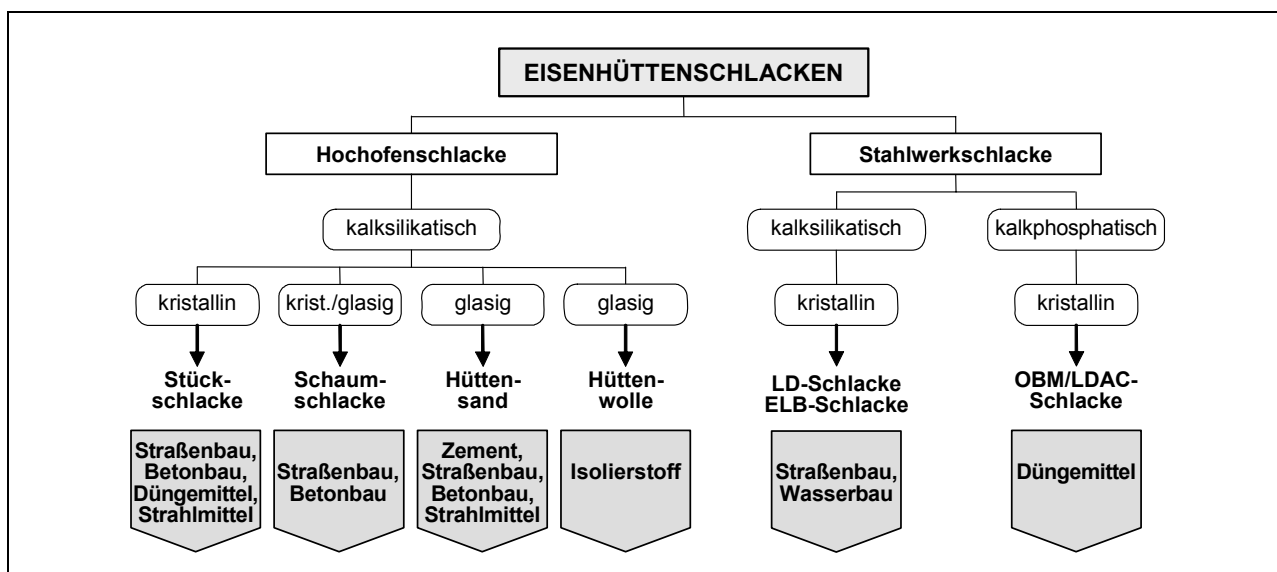 EISENHÜTTENSCHLACKEN
Hochofenschlacke
Stahlwerkschlacke
kalksilikatisch
kalksilikatisch
kalkphosphatisch
kristallin
krist./glasig
glasig
glasig
kristallin
kristallin
Stück-
schlacke
Schaum-
schlacke
Hütten-
sand
Hütten-
wolle
LD-Schlacke
ELB-Schlacke
OBM/LDAC-
Schlacke
Straßenbau,
Betonbau,
Düngemittel,
Strahlmittel
Straßenbau,
Betonbau
Zement,
Straßenbau,
Betonbau,
Strahlmittel
Isolierstoff
Straßenbau,
Wasserbau
Düngemittel